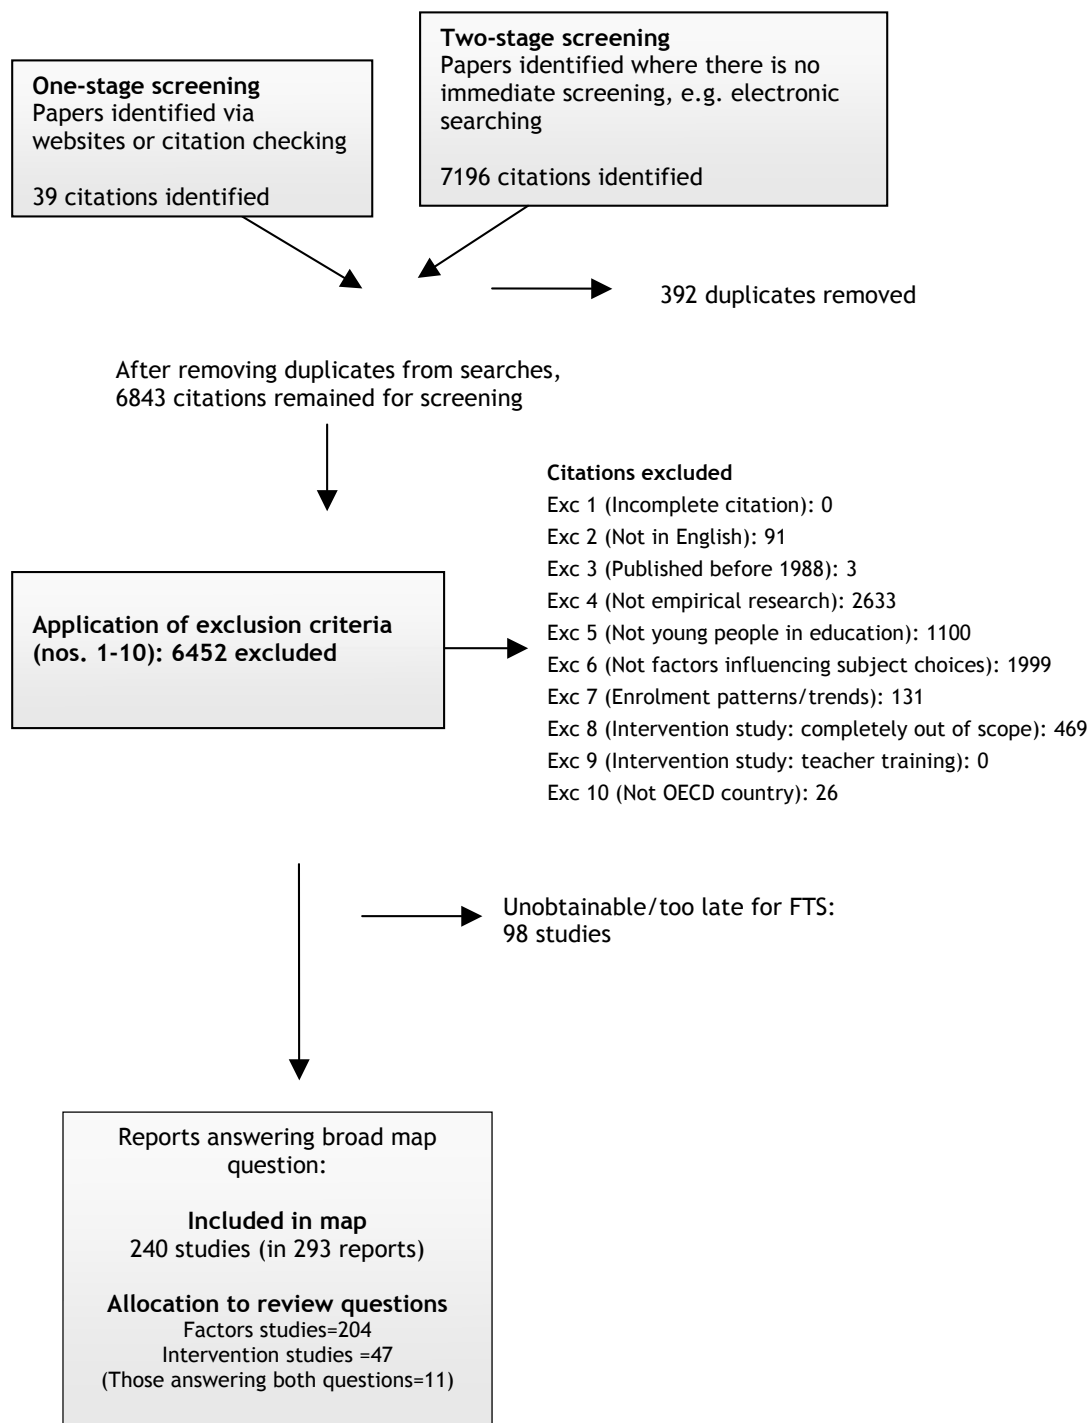 One-stage screening
Papers identified via
websites or citation checking
39 citations identified
Two-stage screening
Papers identified where there is no
immediate screening, e.g. electronic
searching
7196 citations identified
392 duplicates removed
After removing duplicates from searches,
6843 citations remained for screening
Application of exclusion criteria
(nos. 1-10): 6452 excluded
Citations excluded
Exc 1 (Incomplete citation): 0
Exc 2 (Not in English): 91
Exc 3 (Published before 1988): 3
Exc 4 (Not empirical research): 2633
Exc 5 (Not young people in education): 1100
Exc 6 (Not factors influencing subject choices): 1999
Exc 7 (Enrolment patterns/trends): 131
Exc 8 (Intervention study: completely out of scope): 469
Exc 9 (Intervention study: teacher training): 0
Exc 10 (Not OECD country): 26
Unobtainable/too late for FTS:
98 studies
Reports answering broad map
question:
Included in map
240 studies (in 293 reports)
Allocation to review questions
Factors studies=204
Intervention studies =47
(Those answering both questions=11)